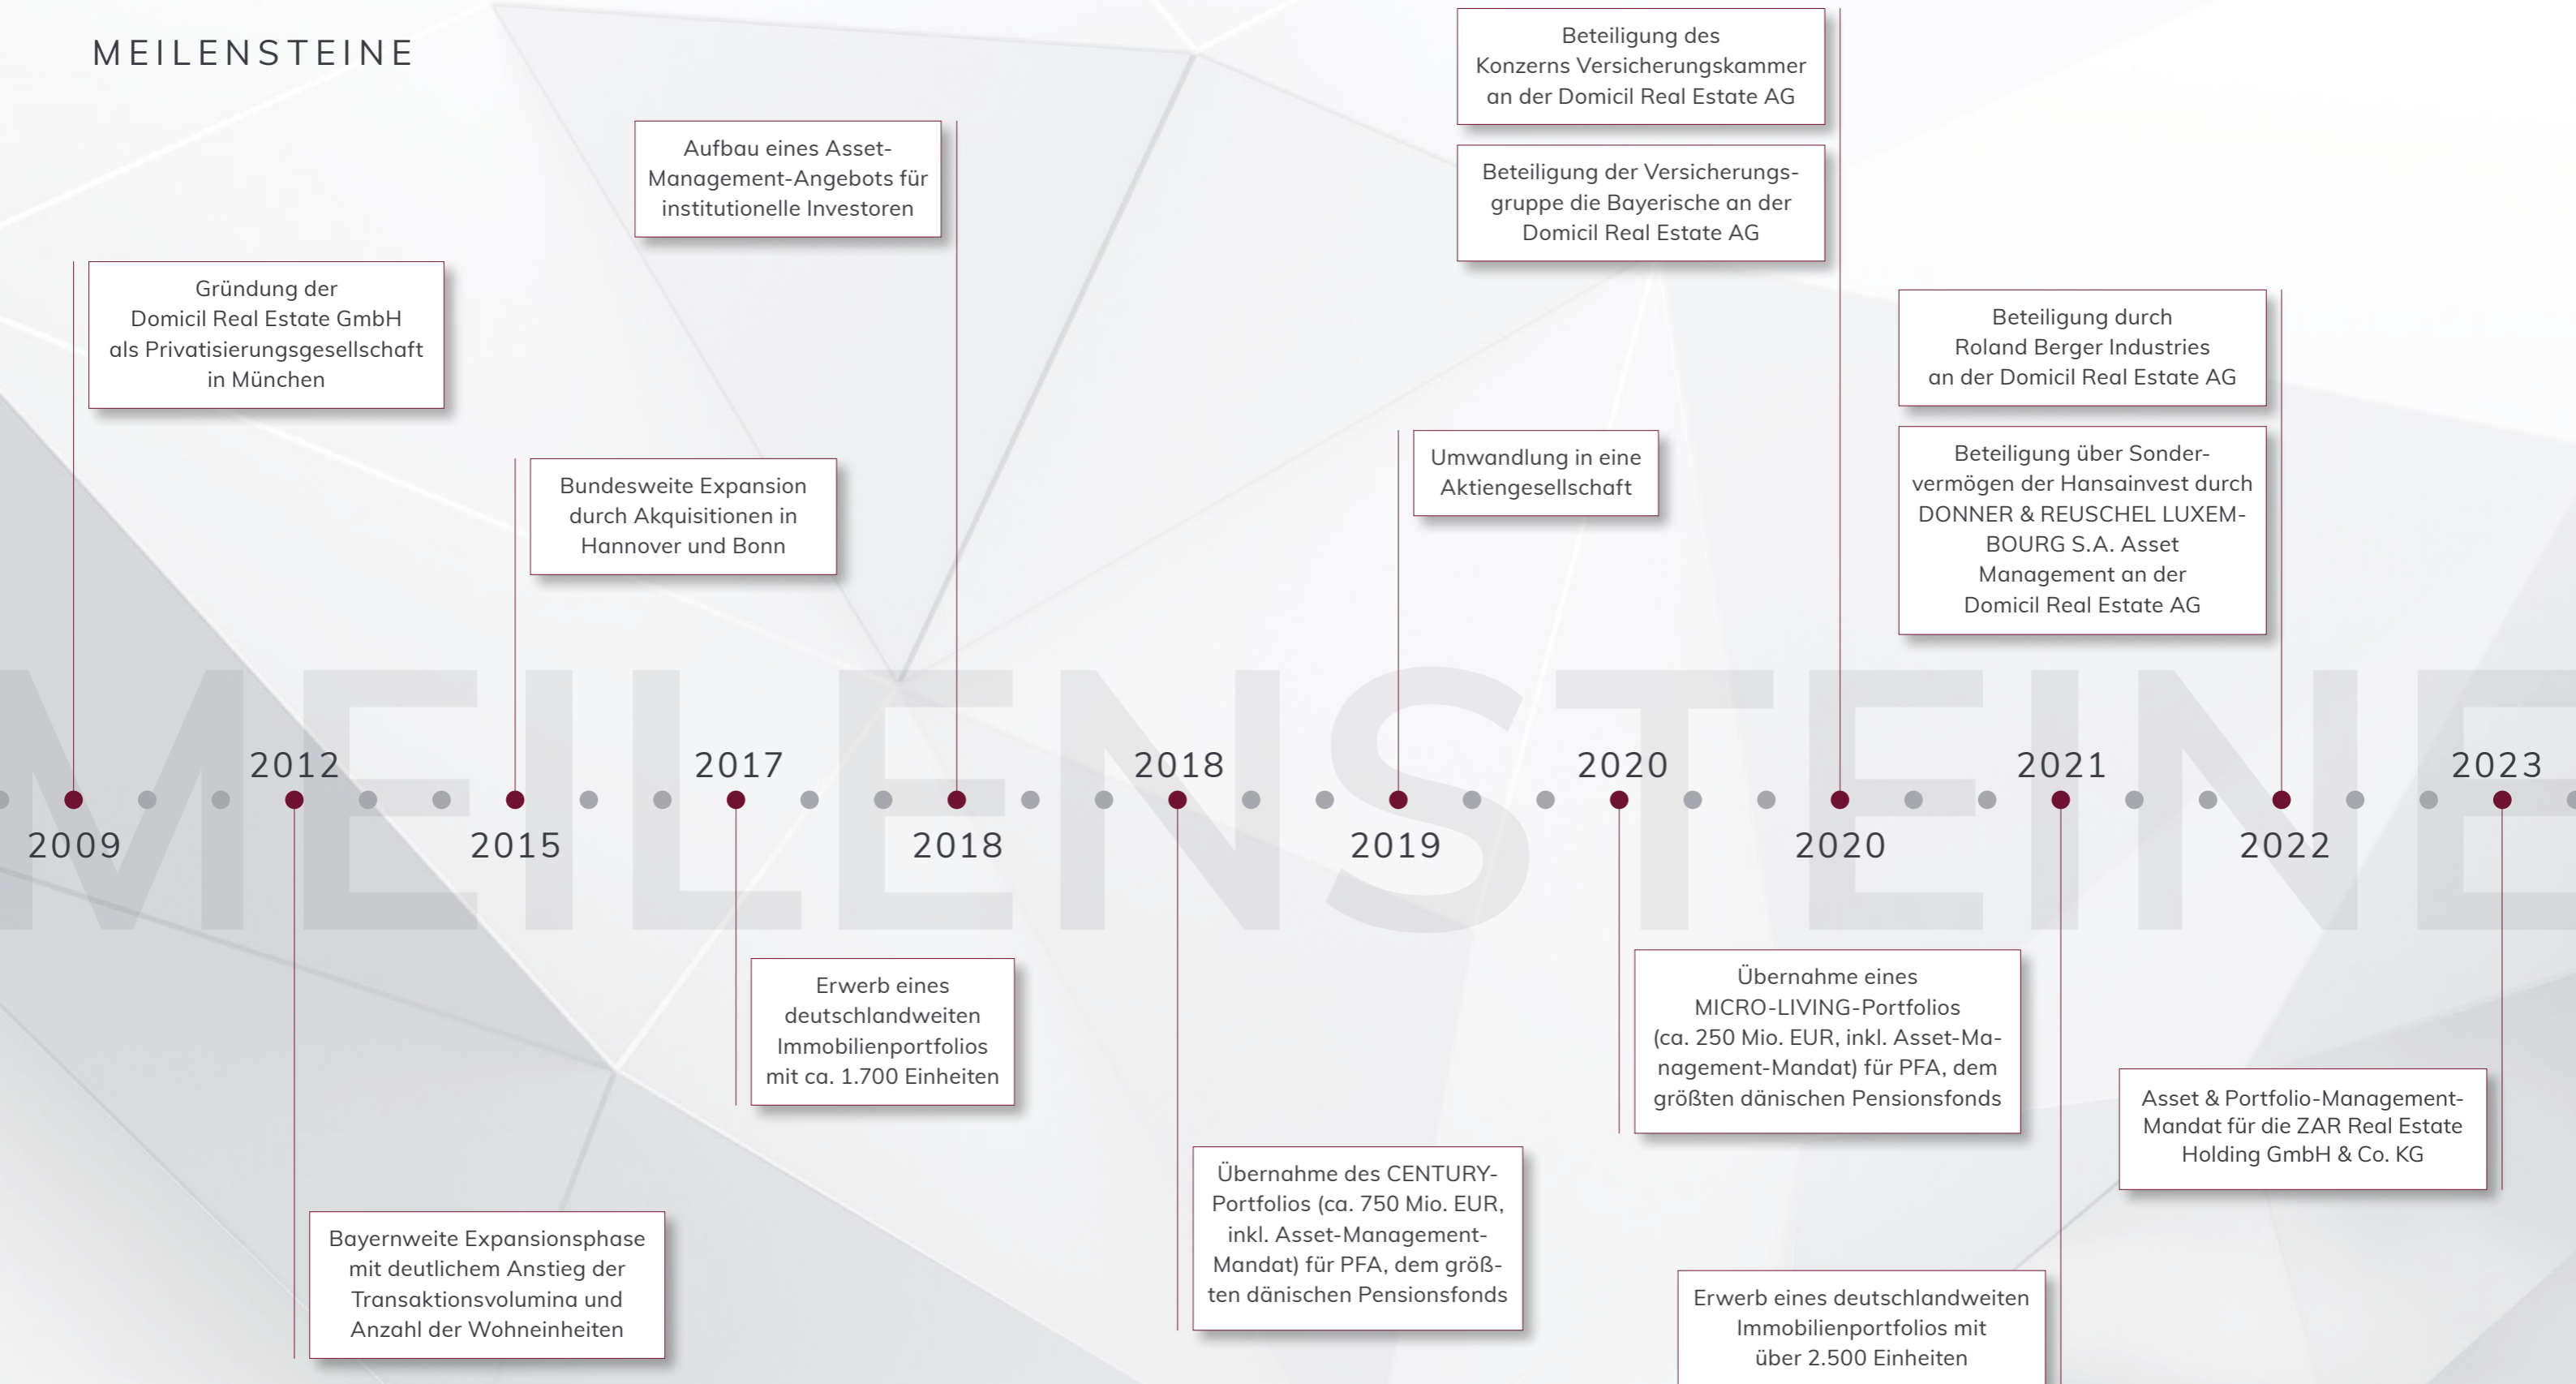 MEILENSTEINE
Beteiligung des
Konzerns Versicherungskammer
an der Domicil Real Estate AG
Aufbau eines Asset-
Management-Angebots für
institutionelle Investoren
Beteiligung der Versicherungs-
gruppe die Bayerische an der
Domicil Real Estate AG
Gründung der
Domicil Real Estate GmbH
als Privatisierungsgesellschaft
in München
Beteiligung durch
Roland Berger Industries
an der Domicil Real Estate AG
Bundesweite Expansion
durch Akquisitionen in
Hannover und Bonn
Umwandlung in eine
Aktiengesellschaft
Beteiligung über Sonder-
vermögen der Hansainvest durch
DONNER & REUSCHEL LUXEM-
BOURG S.A. Asset
Management an der
Domicil Real Estate AG
MEILENSTEINE
2012
2017
2018
2020
2021
2023
2009
2015
2018
2019
2020
2022
Erwerb eines
deutschlandweiten
Immobilienportfolios
mit ca. 1.700 Einheiten
Übernahme eines
MICRO-LIVING-Portfolios
(ca. 250 Mio. EUR, inkl. Asset-Ma-
nagement-Mandat) für PFA, dem
größten dänischen Pensionsfonds
Asset & Portfolio-Management-
Mandat für die ZAR Real Estate
Holding GmbH & Co. KG
Übernahme des CENTURY-
Portfolios (ca. 750 Mio. EUR,
inkl. Asset-Management-
Mandat) für PFA, dem größ-
ten dänischen Pensionsfonds
Bayernweite Expansionsphase
mit deutlichem Anstieg der
Transaktionsvolumina und
Anzahl der Wohneinheiten
Erwerb eines deutschlandweiten
Immobilienportfolios mit
über 2.500 Einheiten